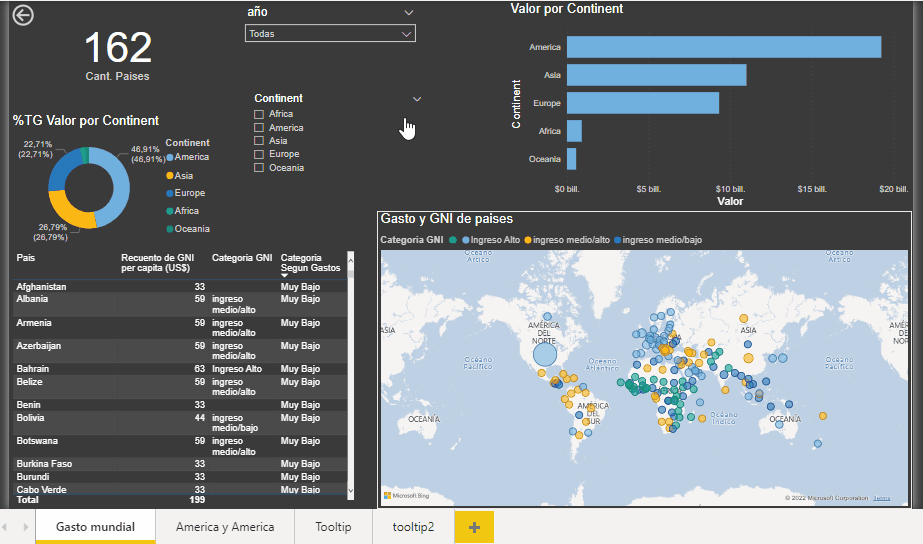 año
Todas
162
Cant. Paises
Continent
Africa
America
Asia
Europe
Oceania
Valor por Continent
Continent
America
Asia
Europe
Africa
Oceania
$0 bill.
$5 bill.
$10 bill.
$15 bill.
$20 bill.
Valor
%TG Valor por Continent
22,71%
(22,71%)
46,91%
(46,91%)
26,79%
(26,79%)
Continent
America
Asia
Europe
Africa
Oceania
Pais Recuento de GNI per capita (US$) Categoria GNI Categoria Segun Gastos
Afghanistan 33 Muy Bajo
Albania 59 ingreso medio/alto Muy Bajo
Armenia 59 ingreso medio/alto Muy Bajo
Azerbaijan 59 ingreso medio/alto Muy Bajo
Bahrain 63 Ingreso Alto Muy Bajo
Belize 59 ingreso medio/alto Muy Bajo
Benin 33 Muy Bajo
Bolivia 44 ingreso medio/bajo Muy Bajo
Botswana 59 ingreso medio/alto Muy Bajo
Burkina Faso 33 Muy Bajo
Burundi 33 Muy Bajo
Cabo Verde 33 Muy Bajo
Total 199
Gasto y GNI de paises
Categoria GNI Ingreso Alto ingreso medio/alto ingreso medio/bajo
Océano
Ártico
Océano
Ártico
ASIA
AMÉRICA
DEL
NORTE
ASIA
Océano
Pacífico
Océano
Atlántico
Océano
Pacífico
OCEANÍA
AMÉRICA
DEL
SUR
Océano
Índico
OCEANÍA
Microsoft Bing
© 2022 Microsoft Corporation Terms
Gasto mundial
America y America
Tooltip
tooltip2